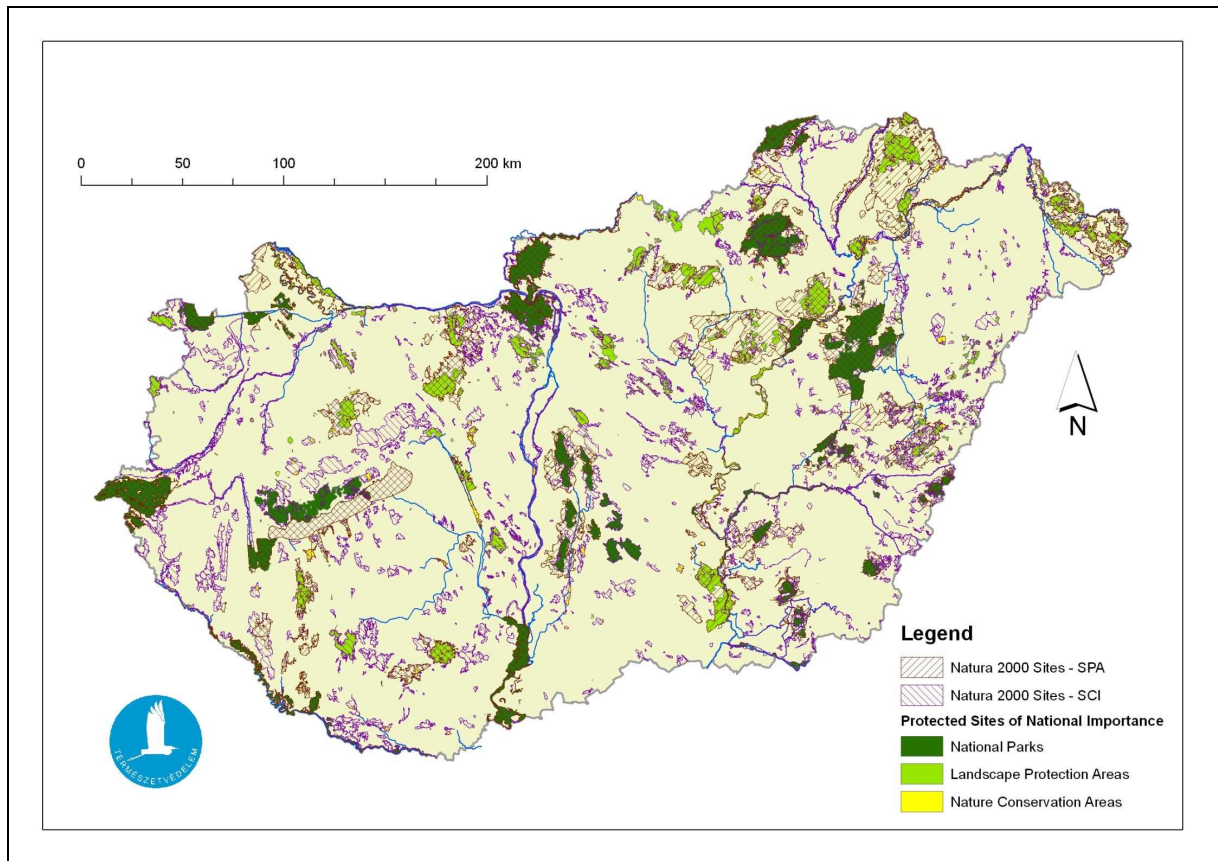 0 50 100 200 km
N
Legend
Natura 2000 Sites - SPA
Natura 2000 Sites - SCI
Protected Sites of National Importance
National Parks
Landscape Protection Areas
Nature Conservation Areas
TERMÉSZETVÉDELEM